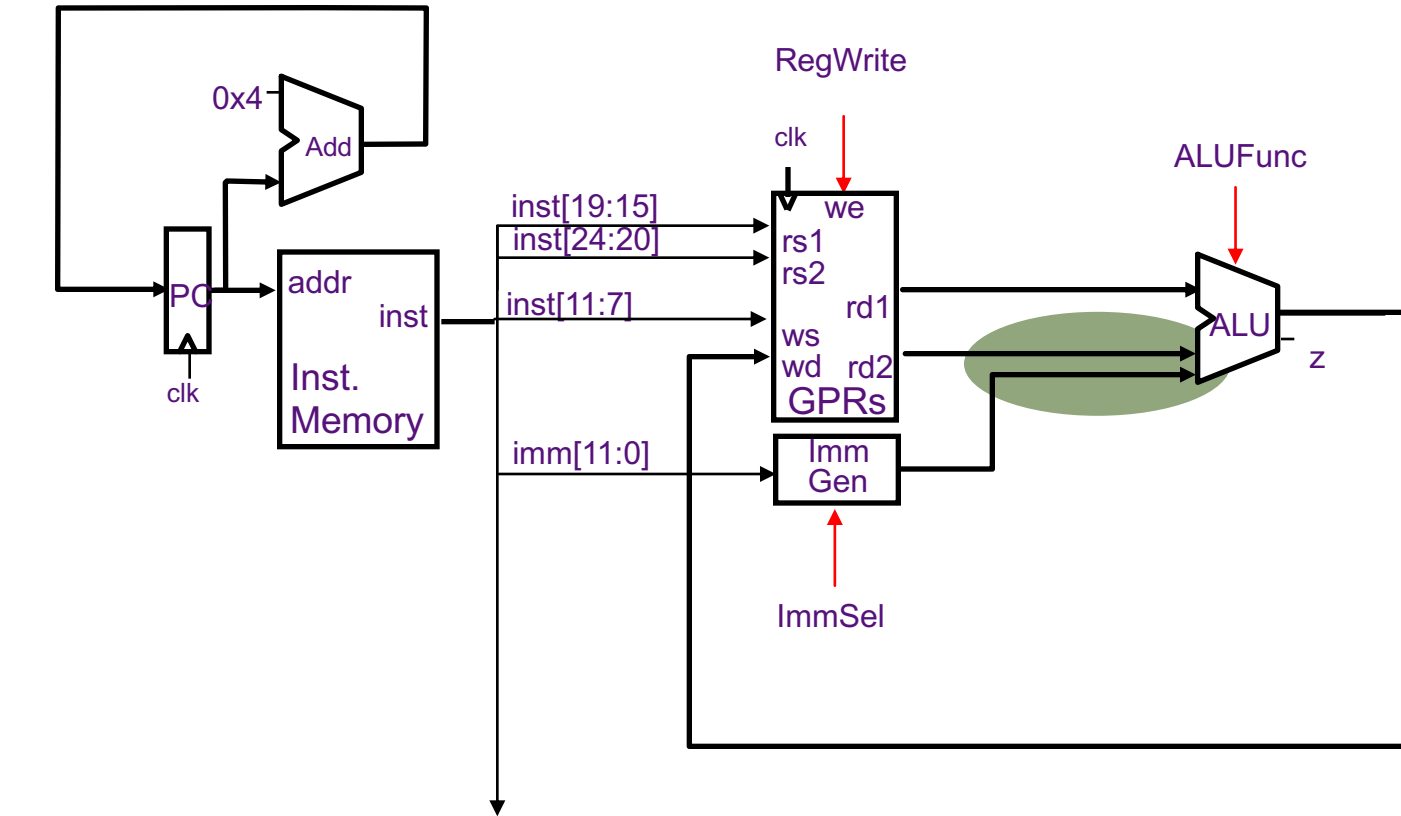 RegWrite
0x4
Add
clk
ALUFunc
inst[19:15]
we
inst[24:20]
rs1
rs2
PC
addr
inst[11:7]
rd1
inst
ws
ALU
wd
rd2
z
clk
Inst.
Memory
GPRs
imm[11:0]
Imm
Gen
ImmSel